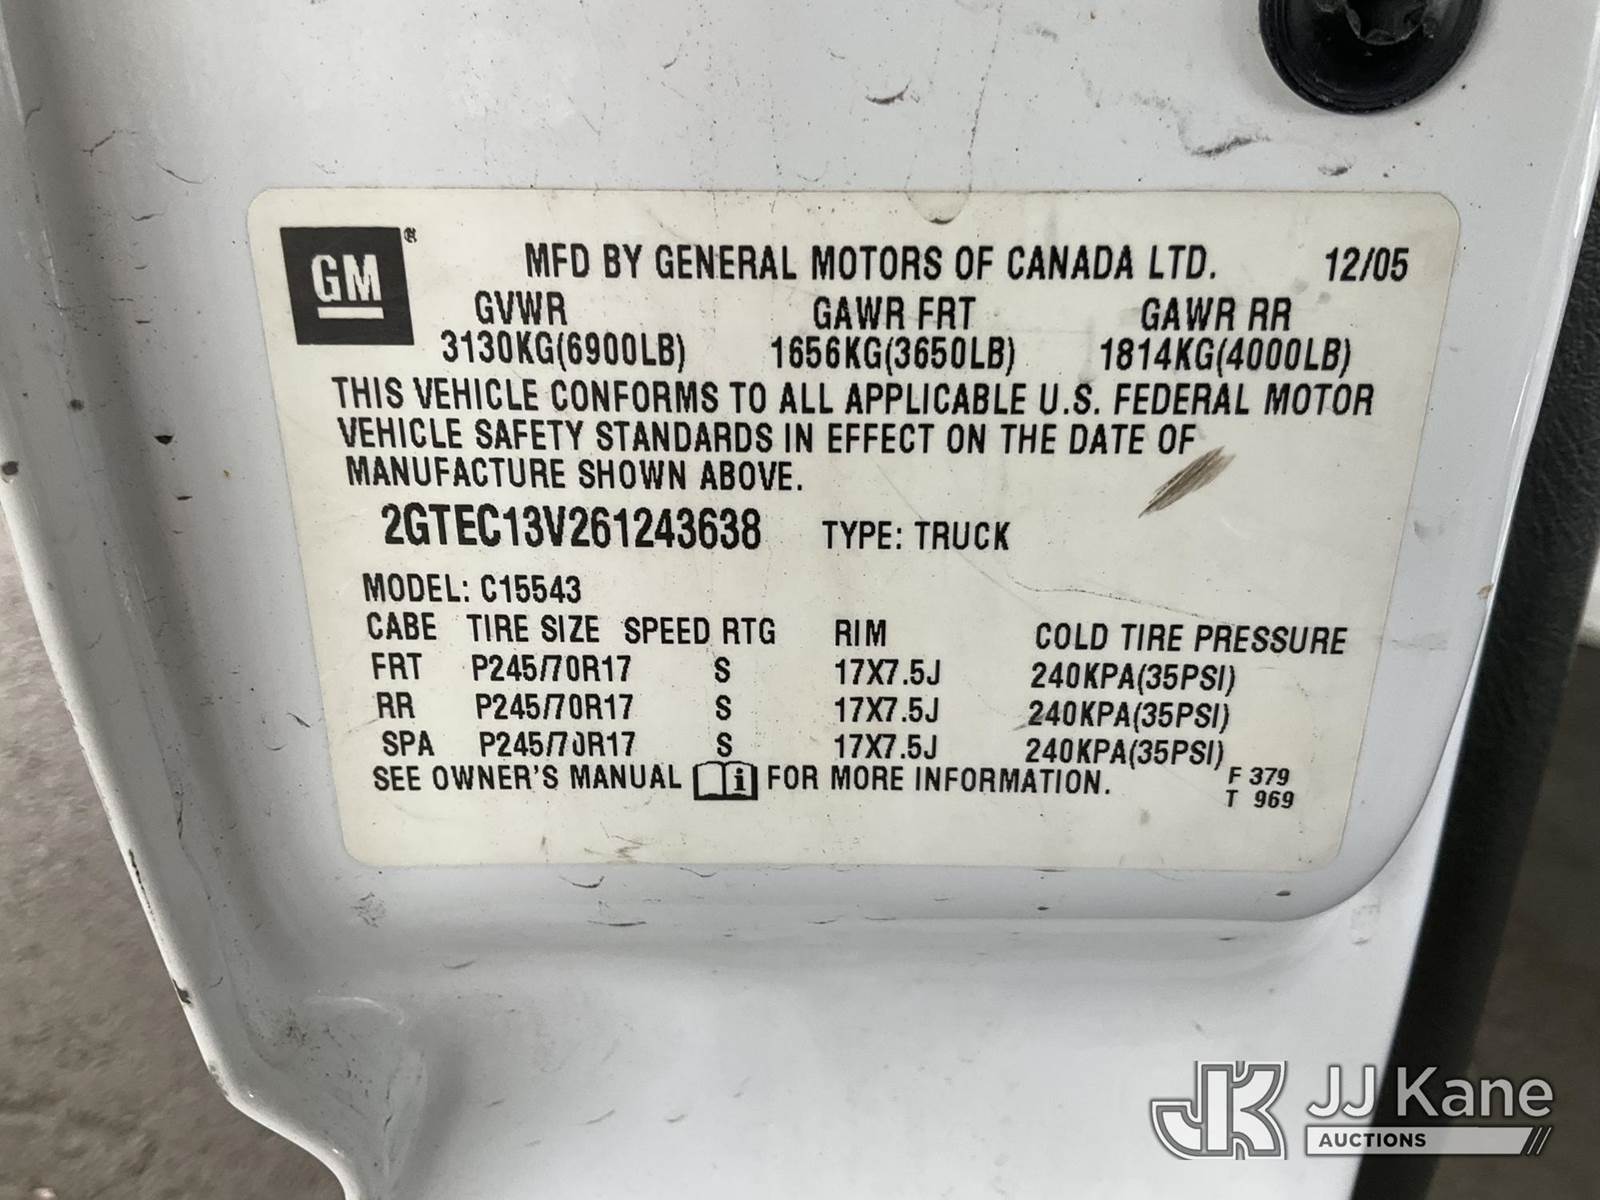 GM®
MFD BY GENERAL MOTORS OF CANADA LTD. 12/05
GVWR GAWR FRT GAWR RR
3130KG(6900LB) 1656KG(3650LB) 1814KG(4000LB)
THIS VEHICLE CONFORMS TO ALL APPLICABLE U.S. FEDERAL MOTOR
VEHICLE SAFETY STANDARDS IN EFFECT ON THE DATE OF
MANUFACTURE SHOWN ABOVE.
2GTEC13V261243638 TYPE: TRUCK
MODEL: C15543
CABE TIRE SIZE SPEED RTG RIM COLD TIRE PRESSURE
FRT P245/70R17 S 17X7.5J 240KPA(35PSI)
RR P245/70R17 S 17X7.5J 240KPA(35PSI)
SPA P245/70R17 S 17X7.5J 240KPA(35PSI)
SEE OWNER'S MANUAL i FOR MORE INFORMATION. F 379
T 969
JK JJ Kane
AUCTIONS